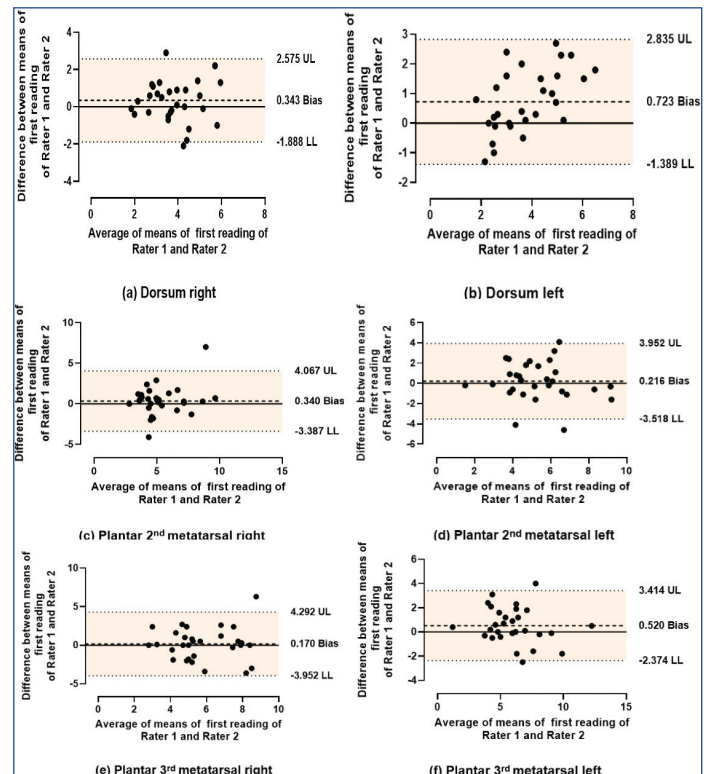 Difference between means of
first reading
of Rater 1 and Rater 2
4
2
0
-2
-4
2.575 UL
0.343 Bias
-1.888 LL
0 2 4 6 8
Average of means of first reading of
Rater 1 and Rater 2
(a) Dorsum right
Difference between means of
first reading
of Rater 1 and Rater 2
3
2
1
0
-1
-2
2.835 UL
0.723 Bias
-1.389 LL
0 2 4 6 8
Average of means of first reading of
Rater 1 and Rater 2
(b) Dorsum left
Difference between means of
first reading
of Rater 1 and Rater 2
10
5
0
-5
4.067 UL
0.340 Bias
-3.387 LL
0 5 10 15
Average of means of first reading of
Rater 1 and Rater 2
(c) Plantar 2nd metatarsal right
Difference between means of
first reading
of Rater 1 and Rater 2
6
4
2
0
-2
-4
-6
3.952 UL
0.216 Bias
-3.518 LL
0 2 4 6 8 10
Average of means of first reading of
Rater 1 and Rater 2
(d) Plantar 2nd metatarsal left
Difference between means of
first reading
of Rater 1 and Rater 2
10
5
0
-5
4.292 UL
0.170 Bias
-3.952 LL
0 2 4 6 8 10
Average of means of first reading of
Rater 1 and Rater 2
(e) Plantar 3rd metatarsal right
Difference between means of
first reading
of Rater 1 and Rater 2
6
4
2
0
-2
-4
3.414 UL
0.520 Bias
-2.374 LL
0 5 10 15
Average of means of first reading of
Rater 1 and Rater 2
(f) Plantar 3rd metatarsal left